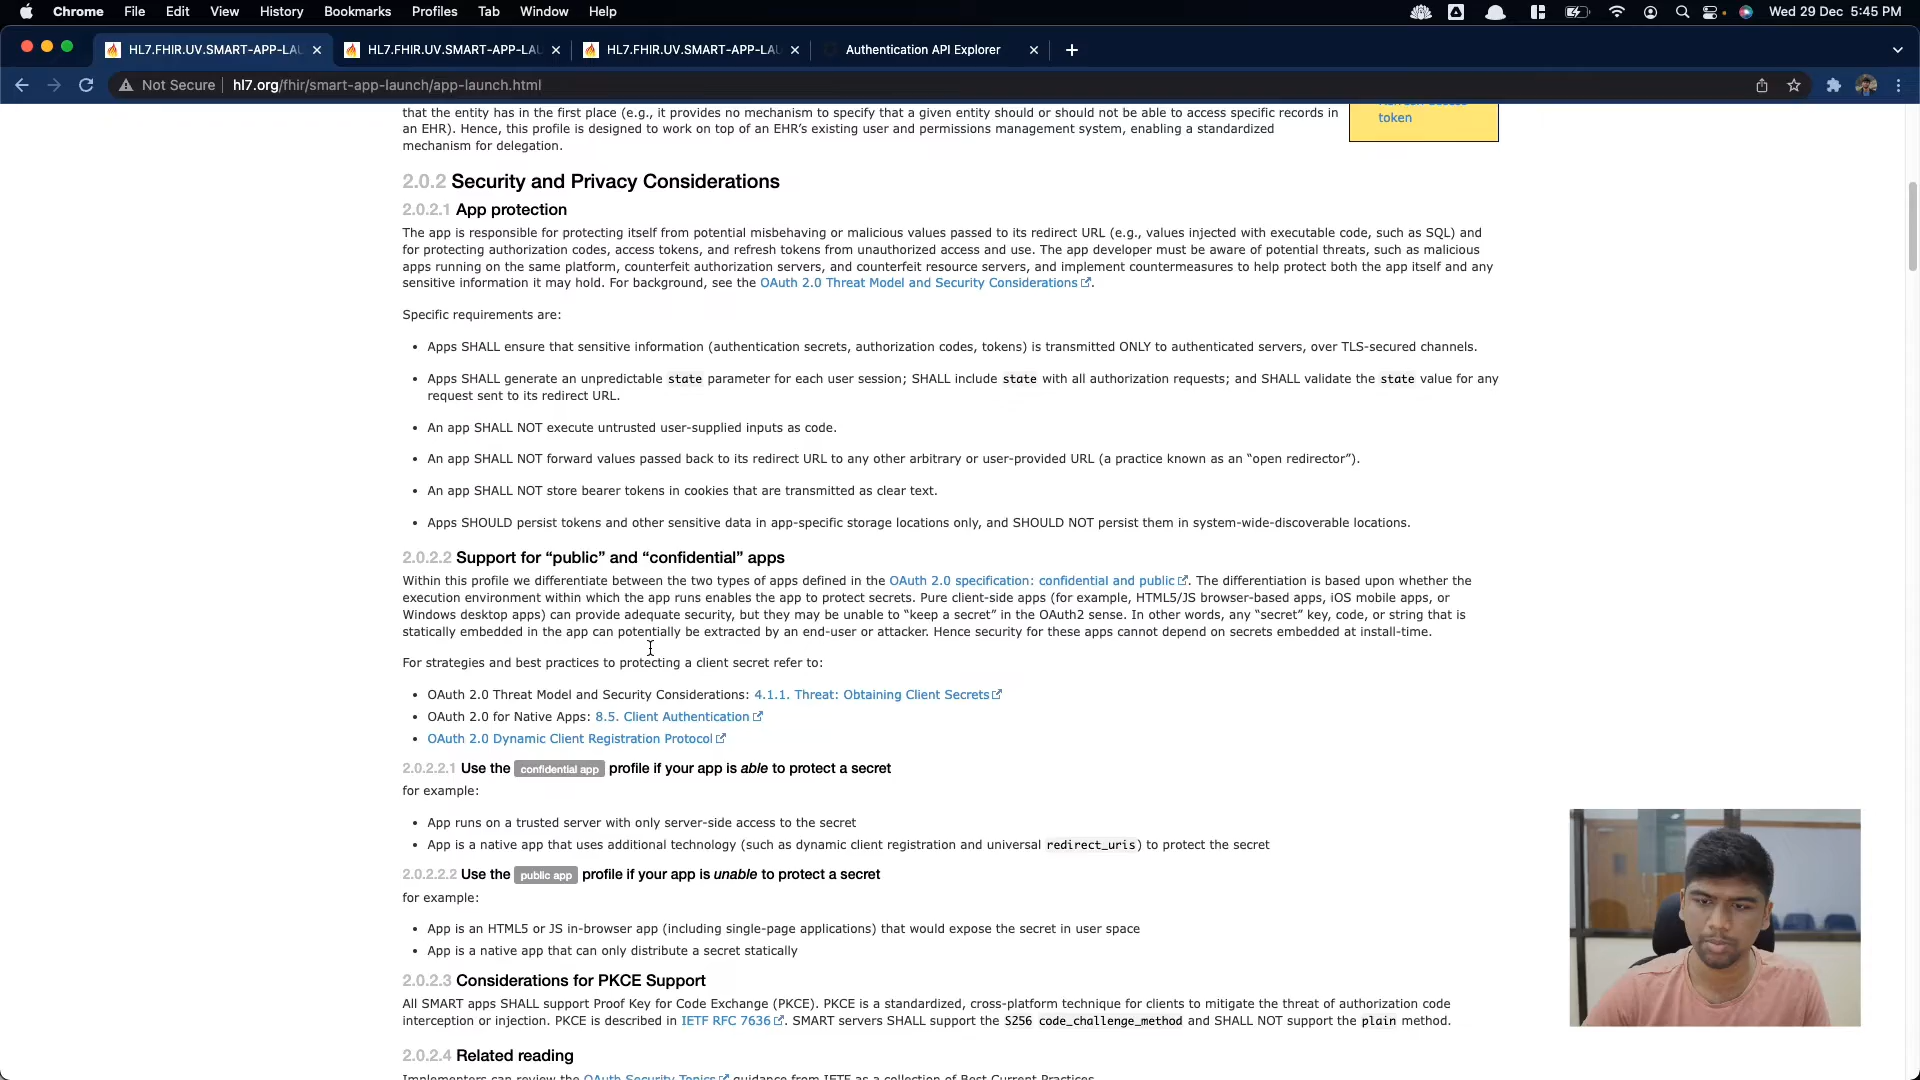 Chrome File Edit View History Bookmarks Profiles Tab Window Help Wed 29 Dec 5:45 PM
HL7.FHIR.UV.SMART-APP-LAU HL7.FHIR.UV.SMART-APP-LAU HL7.FHIR.UV.SMART-APP-LAU Authentication API Explorer
Not Secure hl7.org/fhir/smart-app-launch/app-launch.html
that the entity has in the first place (e.g., it provides no mechanism to specify that a given entity should or should not be able to access specific records in
token
an EHR). Hence, this profile is designed to work on top of an EHR’s existing user and permissions management system, enabling a standardized
mechanism for delegation.
2.0.2 Security and Privacy Considerations
2.0.2.1 App protection
The app is responsible for protecting itself from potential misbehaving or malicious values passed to its redirect URL (e.g., values injected with executable code, such as SQL) and
for protecting authorization codes, access tokens, and refresh tokens from unauthorized access and use. The app developer must be aware of potential threats, such as malicious
apps running on the same platform, counterfeit authorization servers, and counterfeit resource servers, and implement countermeasures to help protect both the app itself and any
sensitive information it may hold. For background, see the OAuth 2.0 Threat Model and Security Considerations.
Specific requirements are:
• Apps SHALL ensure that sensitive information (authentication secrets, authorization codes, tokens) is transmitted ONLY to authenticated servers, over TLS-secured channels.
• Apps SHALL generate an unpredictable state parameter for each user session; SHALL include state with all authorization requests; and SHALL validate the state value for any
request sent to its redirect URL.
• An app SHALL NOT execute untrusted user-supplied inputs as code.
• An app SHALL NOT forward values passed back to its redirect URL to any other arbitrary or user-provided URL (a practice known as an “open redirector”).
• An app SHALL NOT store bearer tokens in cookies that are transmitted as clear text.
• Apps SHOULD persist tokens and other sensitive data in app-specific storage locations only, and SHOULD NOT persist them in system-wide-discoverable locations.
2.0.2.2 Support for “public” and “confidential” apps
Within this profile we differentiate between the two types of apps defined in the OAuth 2.0 specification: confidential and public. The differentiation is based upon whether the
execution environment within which the app runs enables the app to protect secrets. Pure client-side apps (for example, HTML5/JS browser-based apps, iOS mobile apps, or
Windows desktop apps) can provide adequate security, but they may be unable to “keep a secret” in the OAuth2 sense. In other words, any “secret” key, code, or string that is
statically embedded in the app can potentially be extracted by an end-user or attacker. Hence security for these apps cannot depend on secrets embedded at install-time.
For strategies and best practices to protecting a client secret refer to:
• OAuth 2.0 Threat Model and Security Considerations: 4.1.1. Threat: Obtaining Client Secrets
• OAuth 2.0 for Native Apps: 8.5. Client Authentication
• OAuth 2.0 Dynamic Client Registration Protocol
2.0.2.2.1 Use the confidential app profile if your app is able to protect a secret
for example:
• App runs on a trusted server with only server-side access to the secret
• App is a native app that uses additional technology (such as dynamic client registration and universal redirect_uris) to protect the secret
2.0.2.2.2 Use the public app profile if your app is unable to protect a secret
for example:
• App is an HTML5 or JS in-browser app (including single-page applications) that would expose the secret in user space
• App is a native app that can only distribute a secret statically
2.0.2.3 Considerations for PKCE Support
All SMART apps SHALL support Proof Key for Code Exchange (PKCE). PKCE is a standardized, cross-platform technique for clients to mitigate the threat of authorization code
interception or injection. PKCE is described in IETF RFC 7636. SMART servers SHALL support the S256 code_challenge_method and SHALL NOT support the plain method.
2.0.2.4 Related reading
Implementers can review the OAuth Security Topics guidance from IETF as a collection of Best Current Practices.